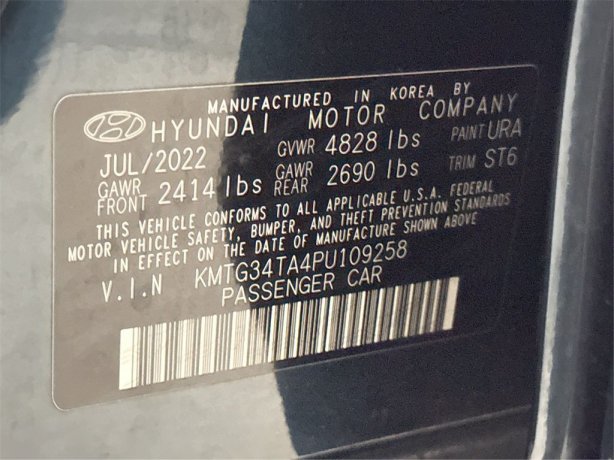 MANUFACTURED IN KOREA BY
HYUNDAI MOTOR COMPANY
JUL/2022 GVWR 4828 lbs PAINT URA
GAWR FRONT 2414 lbs GAWR REAR 2690 lbs TRIM ST6
THIS VEHICLE CONFORMS TO ALL APPLICABLE U.S.A. FEDERAL
MOTOR VEHICLE SAFETY, BUMPER, AND THEFT PREVENTION STANDARDS
IN EFFECT ON THE DATE OF MANUFACTURE SHOWN ABOVE
V.I.N KMTG34TA4PU109258
PASSENGER CAR